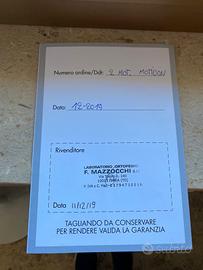 Numero ordine/Ddt 2 MOT. MOTION
Data 12-2019
Rivenditore
LABORATORIO ORTOPEDICO
F. MAZZOCCHI s.r.l.
Data 11/12/19
TAGLIANDO DA CONSERVARE
PER RENDERE VALIDA LA GARANZIA
subito